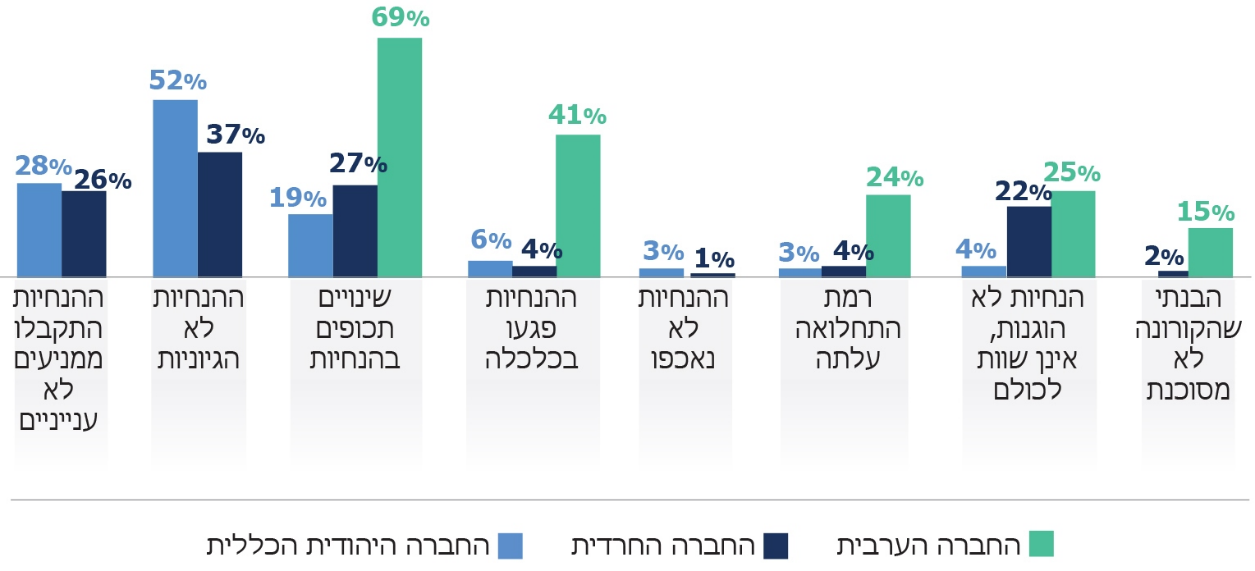 69%
52%
41%
37%
28%
26%
27%
19%
24%
25%
22%
15%
6%
4%
3%
1%
3%
4%
4%
2%
ההנחיות
התקבלו
ממניעים
לא
ענייניים
ההנחיות
לא
הגיוניות
שינויים
תכופים
בהנחיות
ההנחיות
פגעו
בכלכלה
ההנחיות
לא
נאכפו
רמת
התחלואה
עלתה
הנחיות לא
הוגנות,
אינן שוות
לכולם
הבנתי
שהקורונה
לא
מסוכנת
החברה הערבית
החברה החרדית
החברה היהודית הכללית